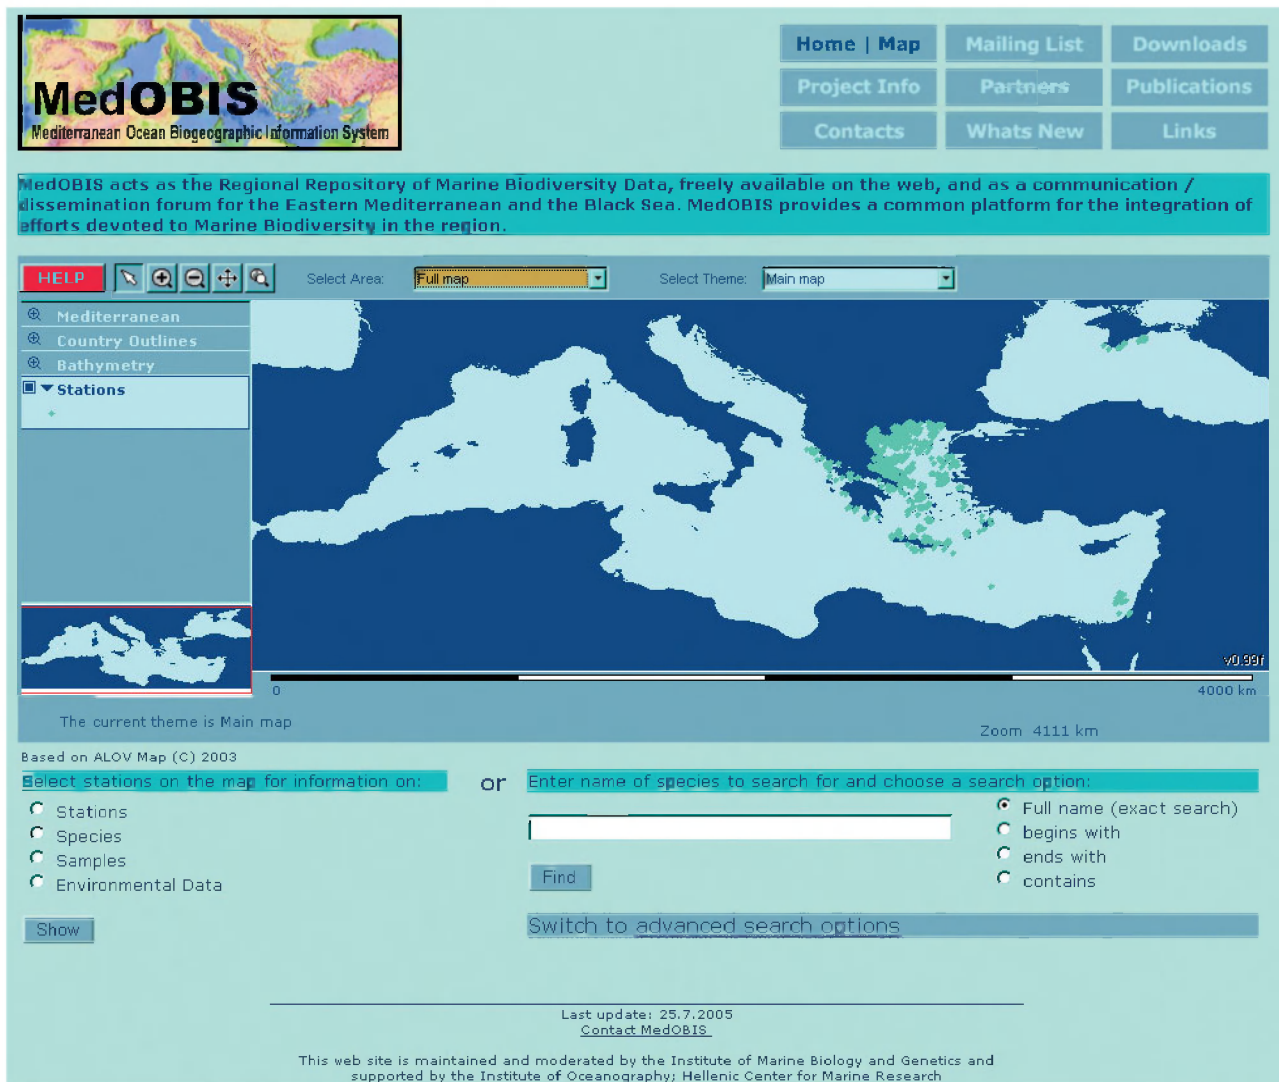 MedOBIS
Mediterranean Ocean Biogeographic Information System
Home | Map
Mailing List
Downloads
Project Info
Partners
Publications
Contacts
Whats New
Links
MedOBIS acts as the Regional Repository of Marine Biodiversity Data, freely available on the web, and as a communication /
dissemination forum for the Eastern Mediterranean and the Black Sea. MedOBIS provides a common platform for the integration of
efforts devoted to Marine Biodiversity in the region.
HELP
Select Area:
Full map
Select Theme:
Main map
Mediterranean
Country Outlines
Bathymetry
Stations
v0.99f
0
4000 km
The current theme is Main map
Zoom 4111 km
Based on ALOV Map (C) 2003
Select stations on the map for information on:
or
Enter name of species to search for and choose a search option:
Stations
Species
Samples
Environmental Data
Show
Full name (exact search)
begins with
ends with
contains
Find
Switch to advanced search options
Last update: 25.7.2005
Contact MedOBIS
This web site is maintained and moderated by the Institute of Marine Biology and Genetics and
supported by the Institute of Oceanography; Hellenic Center for Marine Research